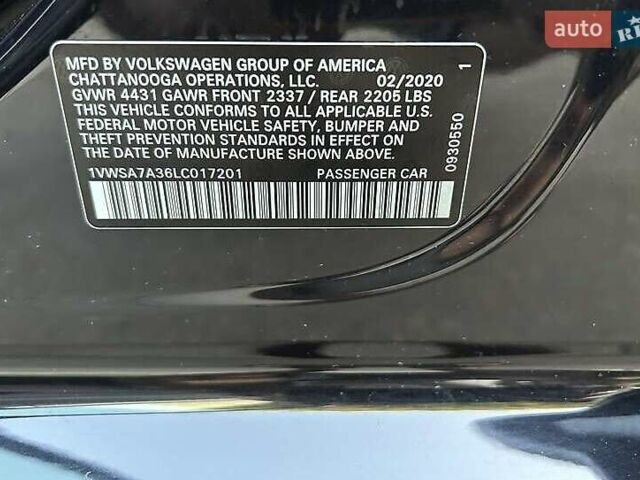 auto
RI
MFD BY VOLKSWAGEN GROUP OF AMERICA
CHATTANOOGA OPERATIONS, LLC. 02/2020
GVWR 4431 GAWR FRONT 2337 / REAR 2205 LBS
THIS VEHICLE CONFORMS TO ALL APPLICABLE U.S.
FEDERAL MOTOR VEHICLE SAFETY, BUMPER AND
THEFT PREVENTION STANDARDS IN EFFECT ON
THE DATE OF MANUFACTURE SHOWN ABOVE.
1VWSA7A36LC017201 PASSENGER CAR
1
0930550